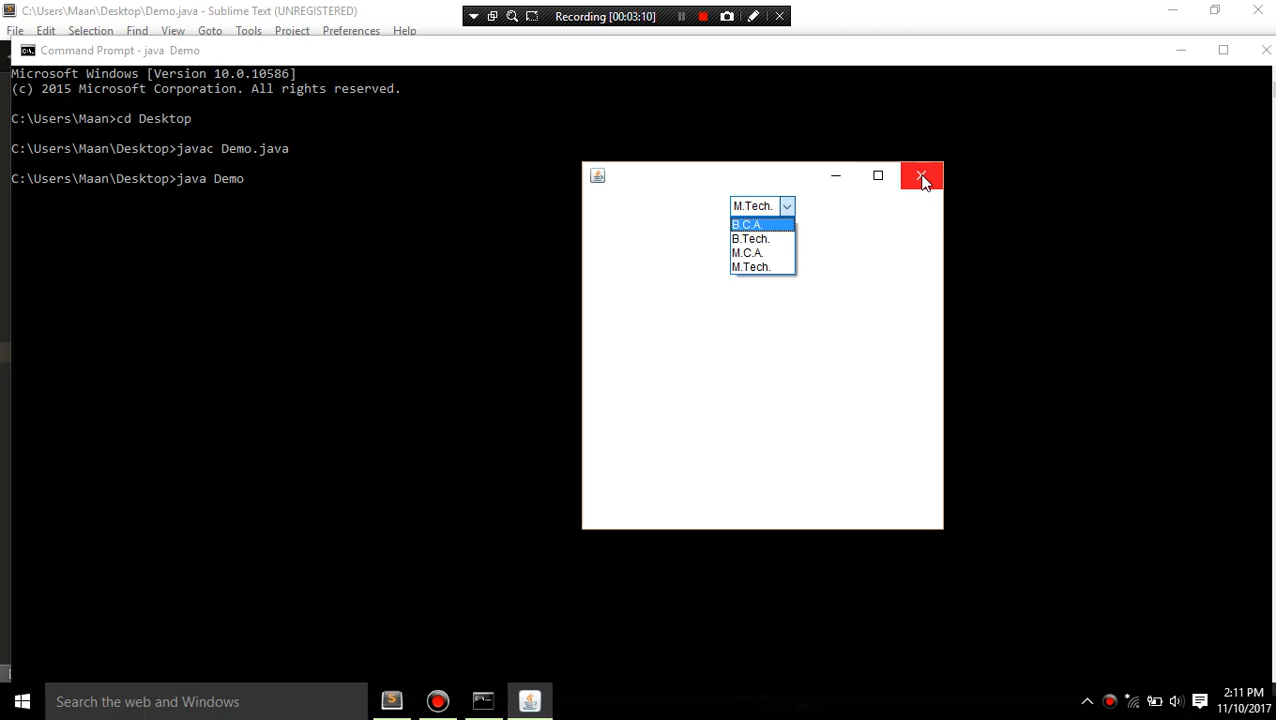 C:\Users\Maan\Desktop\Demo.java - Sublime Text (UNREGISTERED)
Recording [00:03:10]
File Edit Selection Find View Goto Tools Project Preferences Help
Command Prompt - java Demo
Microsoft Windows [Version 10.0.10586]
(c) 2015 Microsoft Corporation. All rights reserved.
C:\Users\Maan>cd Desktop
C:\Users\Maan\Desktop>javac Demo.java
C:\Users\Maan\Desktop>java Demo
M.Tech.
B.C.A.
B.Tech.
M.C.A.
M.Tech.
Search the web and Windows
2:11 PM
11/10/2017